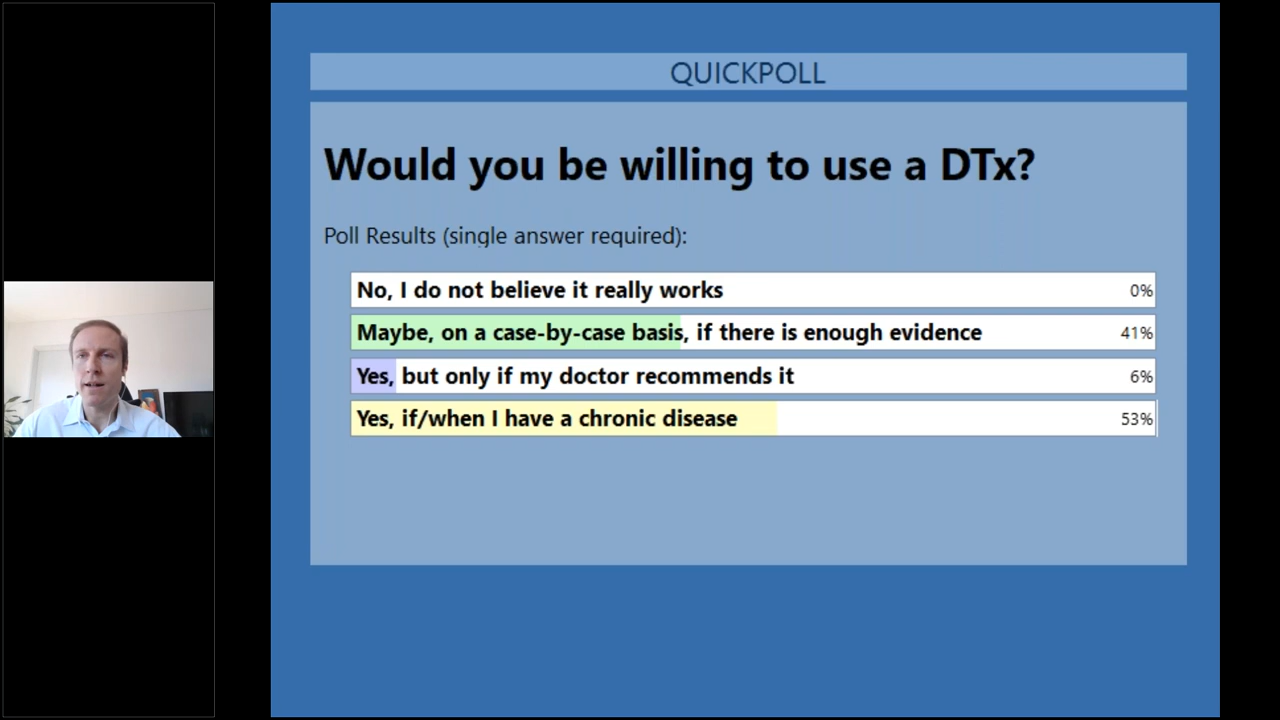 QUICKPOLL
Would you be willing to use a DTx?
Poll Results (single answer required):
No, I do not believe it really works 0%
Maybe, on a case-by-case basis, if there is enough evidence 41%
Yes, but only if my doctor recommends it 6%
Yes, if/when I have a chronic disease 53%